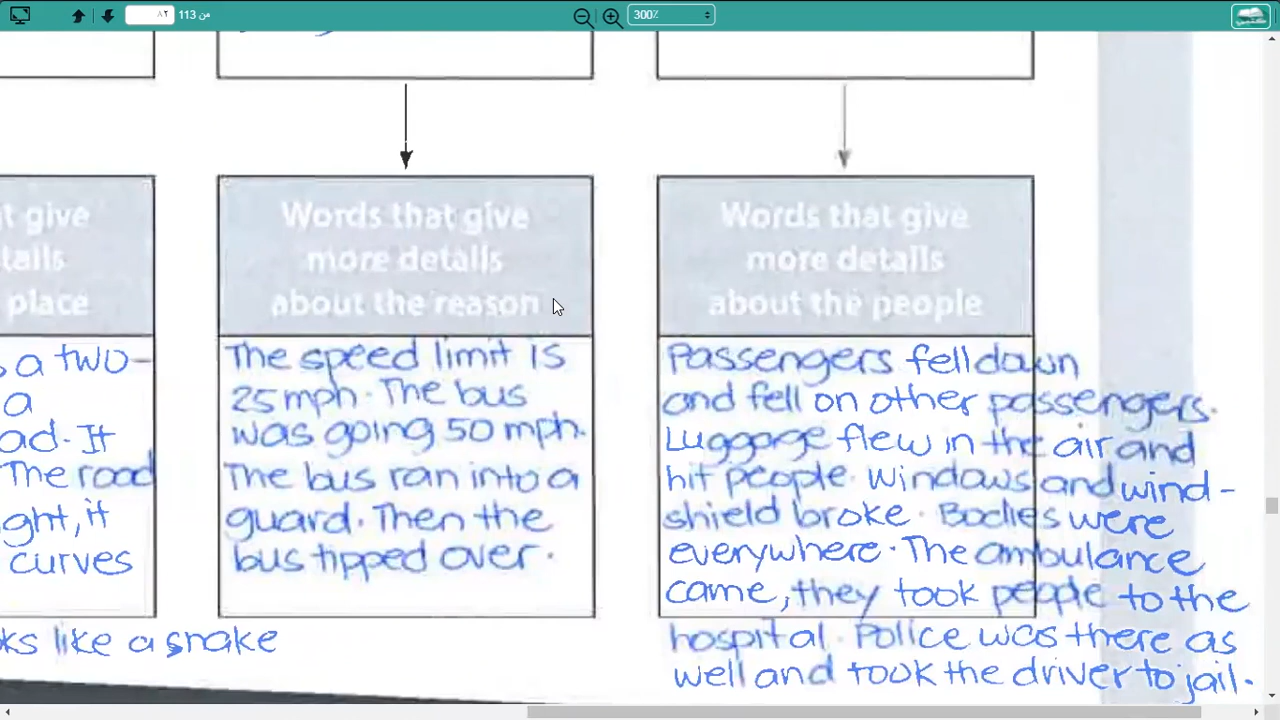 ٨٢
من 113
300٪
t give
tails
place
s a two-
a
ad. It
The road
ght, it
curves
oks like a snake
Words that give
more details
about the reason
The speed limit is
25 mph. The bus
was going 50 mph.
The bus ran into a
guard. Then the
bus tipped over.
Words that give
more details
about the people
Passengers fell down
and fell on other passengers.
Luggage flew in the air and
hit people. Windows and wind-
shield broke. Bodies were
everywhere. The ambulance
came, they took people to the
hospital. Police was there as
well and took the driver to jail.